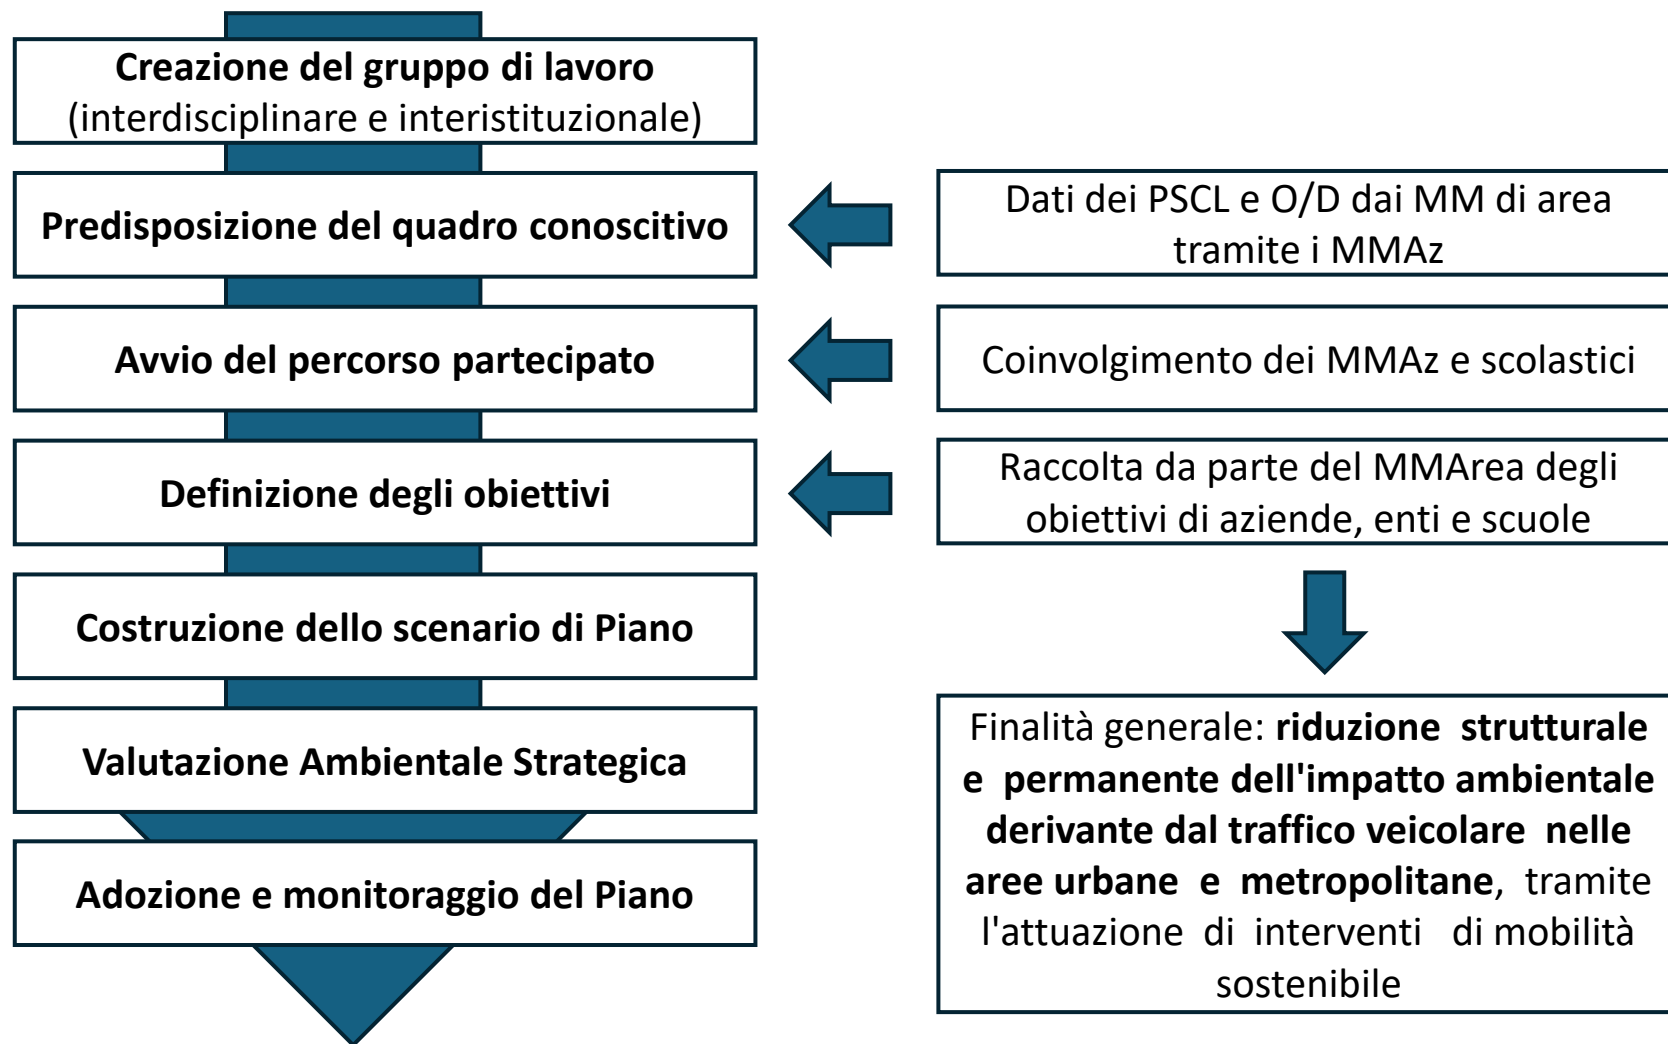 Creazione del gruppo di lavoro
(interdisciplinare e interistituzionale)
Predisposizione del quadro conoscitivo
Avvio del percorso partecipato
Definizione degli obiettivi
Costruzione dello scenario di Piano
Valutazione Ambientale Strategica
Adozione e monitoraggio del Piano
Dati dei PSCL e O/D dai MM di area
tramite i MMAz
Coinvolgimento dei MMAz e scolastici
Raccolta da parte del MMArea degli
obiettivi di aziende, enti e scuole
Finalità generale: riduzione strutturale
e permanente dell'impatto ambientale
derivante dal traffico veicolare nelle
aree urbane e metropolitane, tramite
l'attuazione di interventi di mobilità
sostenibile